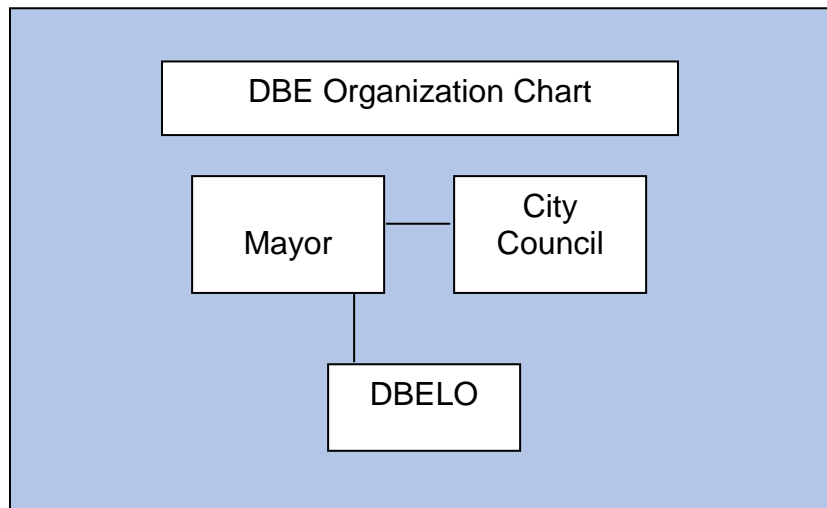 DBE Organization Chart
Mayor
City
Council
DBELO